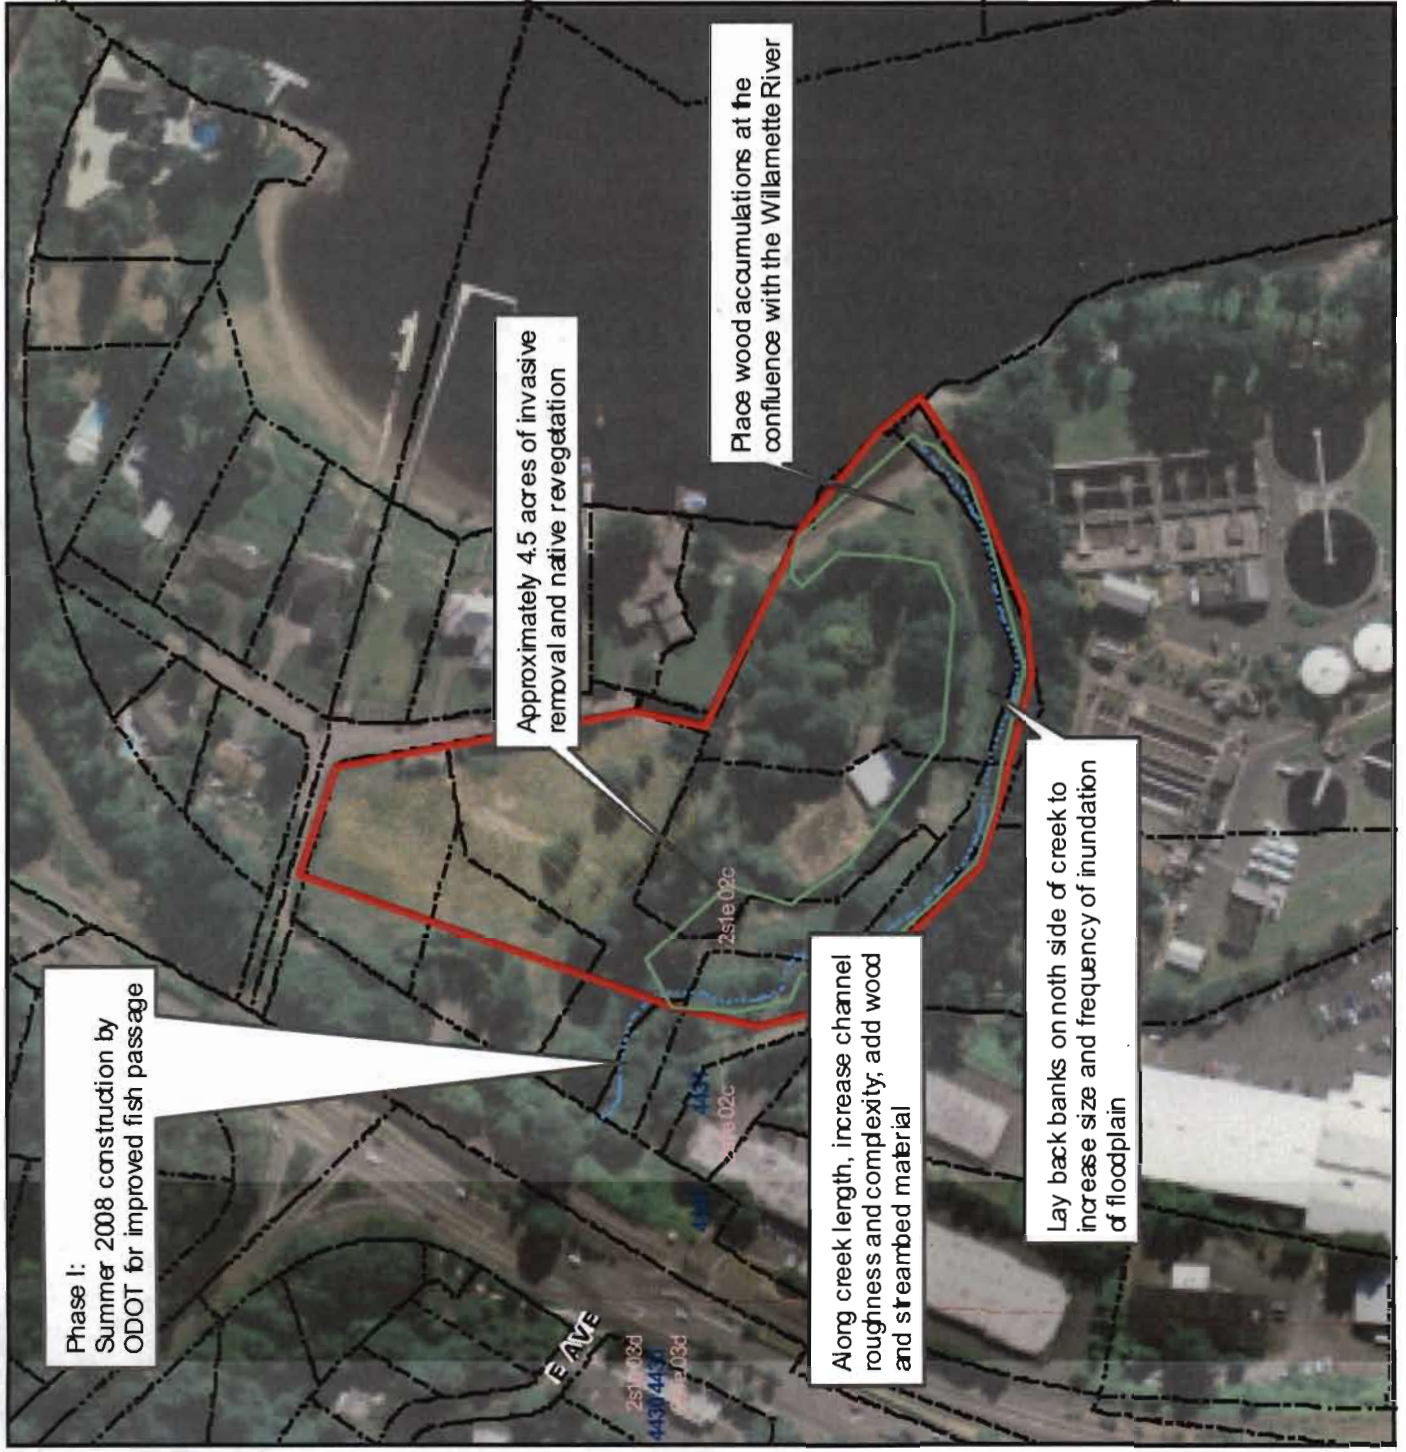 Phase I:
Summer 2008 construction by
ODOT for improved fish passage
Approximately 4.5 acres of invasive
removal and native revegetation
Place wood accumulations at the
confluence with the Willamette River
Along creek length, increase channel
roughness and compexity; add wood
and streambed material
Lay back banks on noth side of creek to
increase size and frequency of inundation
of floodplain
2s1e02c
4431
E AVE
4430